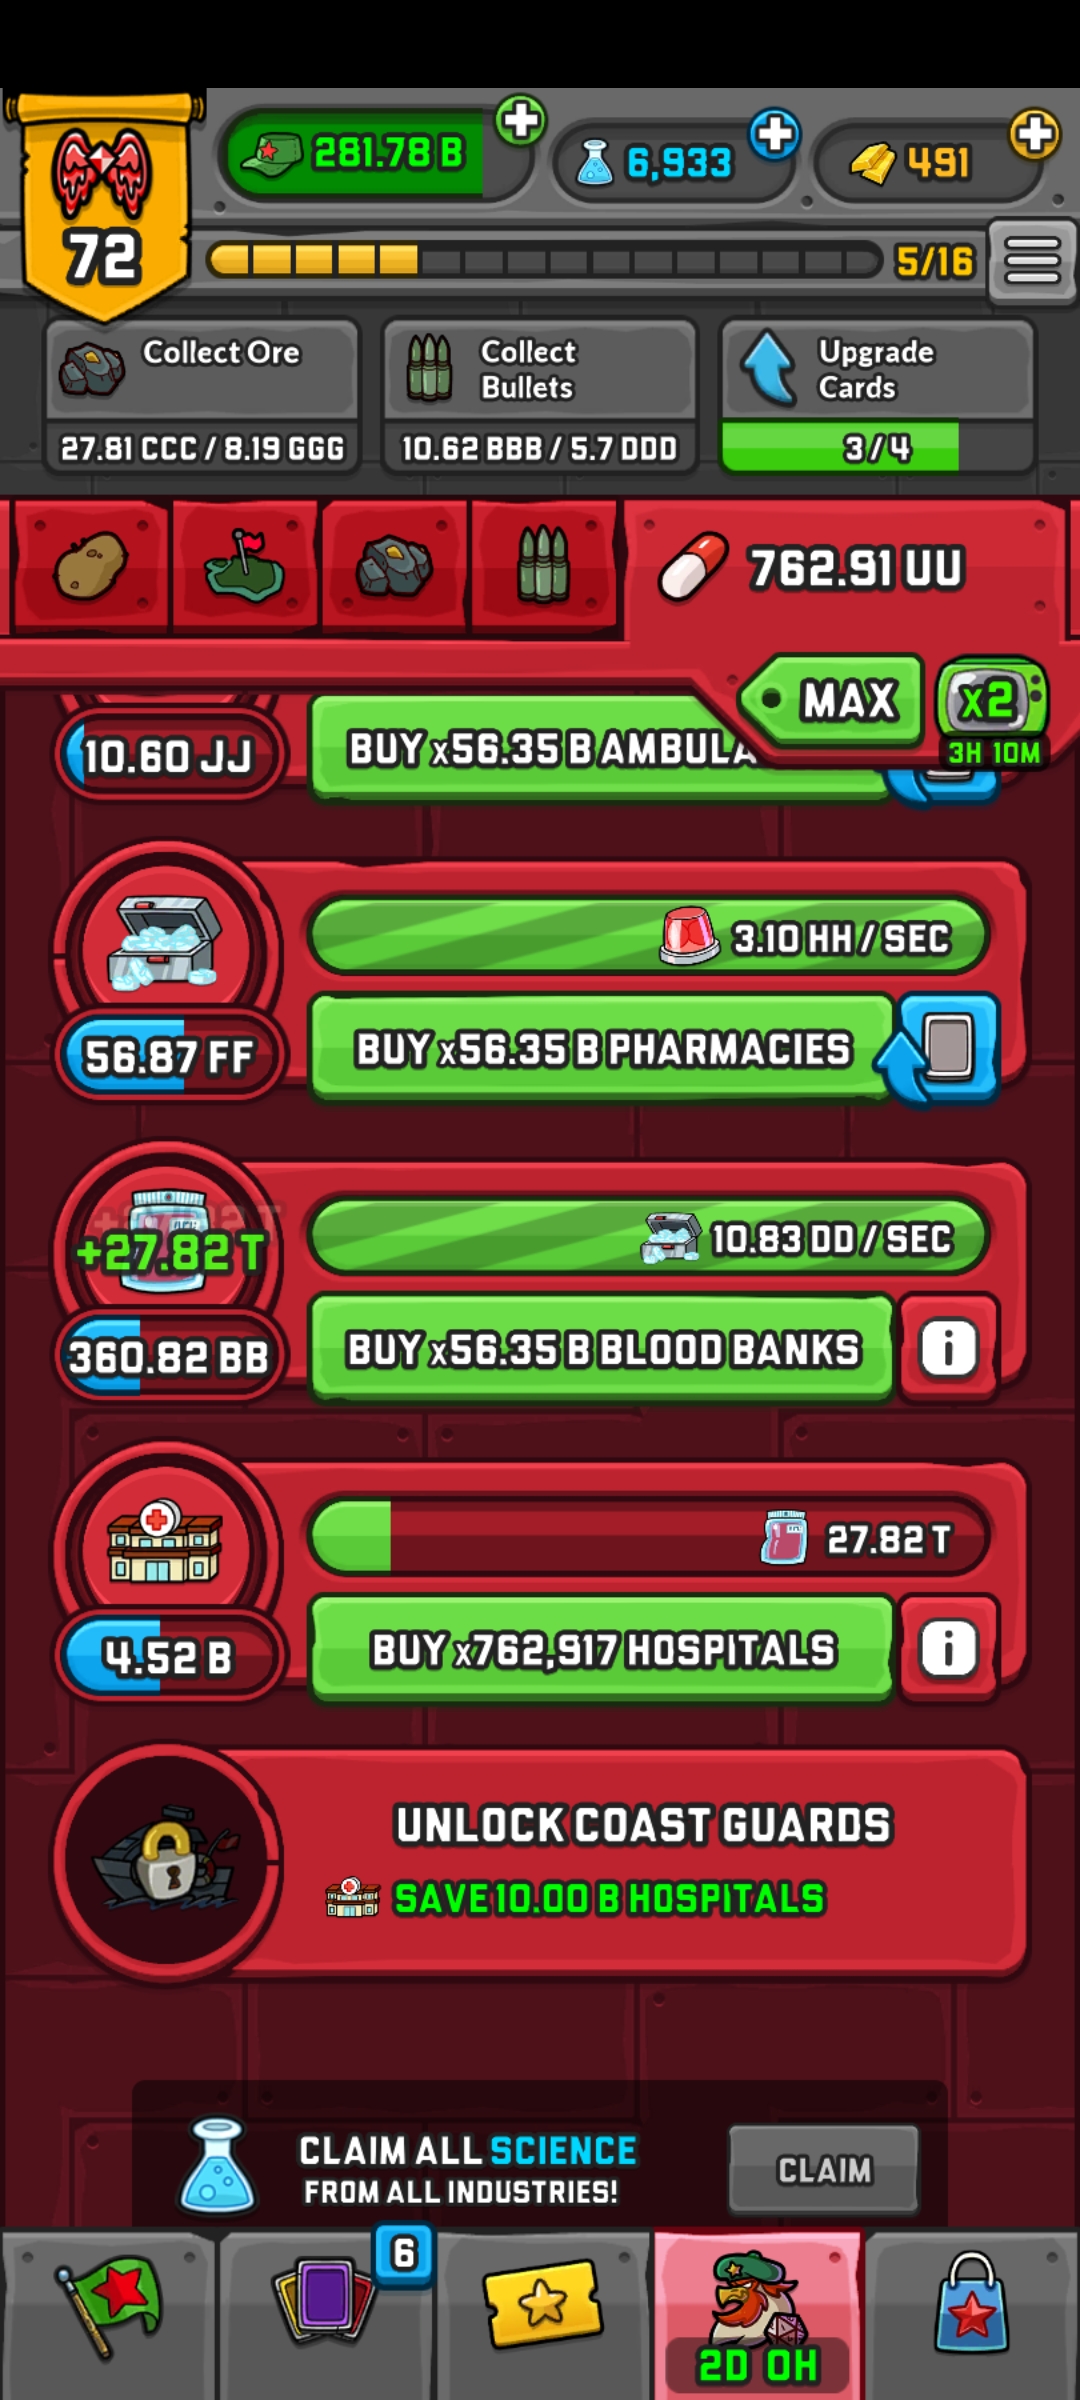 281.78 B
6,933
491
72
5/16
Collect Ore
27.81 CCC / 8.19 GGG
Collect
Bullets
10.62 BBB / 5.7 DDD
Upgrade
Cards
3/4
762.91 UU
MAX
x2
3H 10M
10.60 JJ
BUY x56.35 B AMBULA
3.10 HH / SEC
56.87 FF
BUY x56.35 B PHARMACIES
+27.82 T
10.83 DD / SEC
360.82 BB
BUY x56.35 B BLOOD BANKS
i
27.82 T
4.52 B
BUY x762,917 HOSPITALS
i
UNLOCK COAST GUARDS
SAVE 10.00 B HOSPITALS
CLAIM ALL SCIENCE
FROM ALL INDUSTRIES!
CLAIM
6
2D 0H